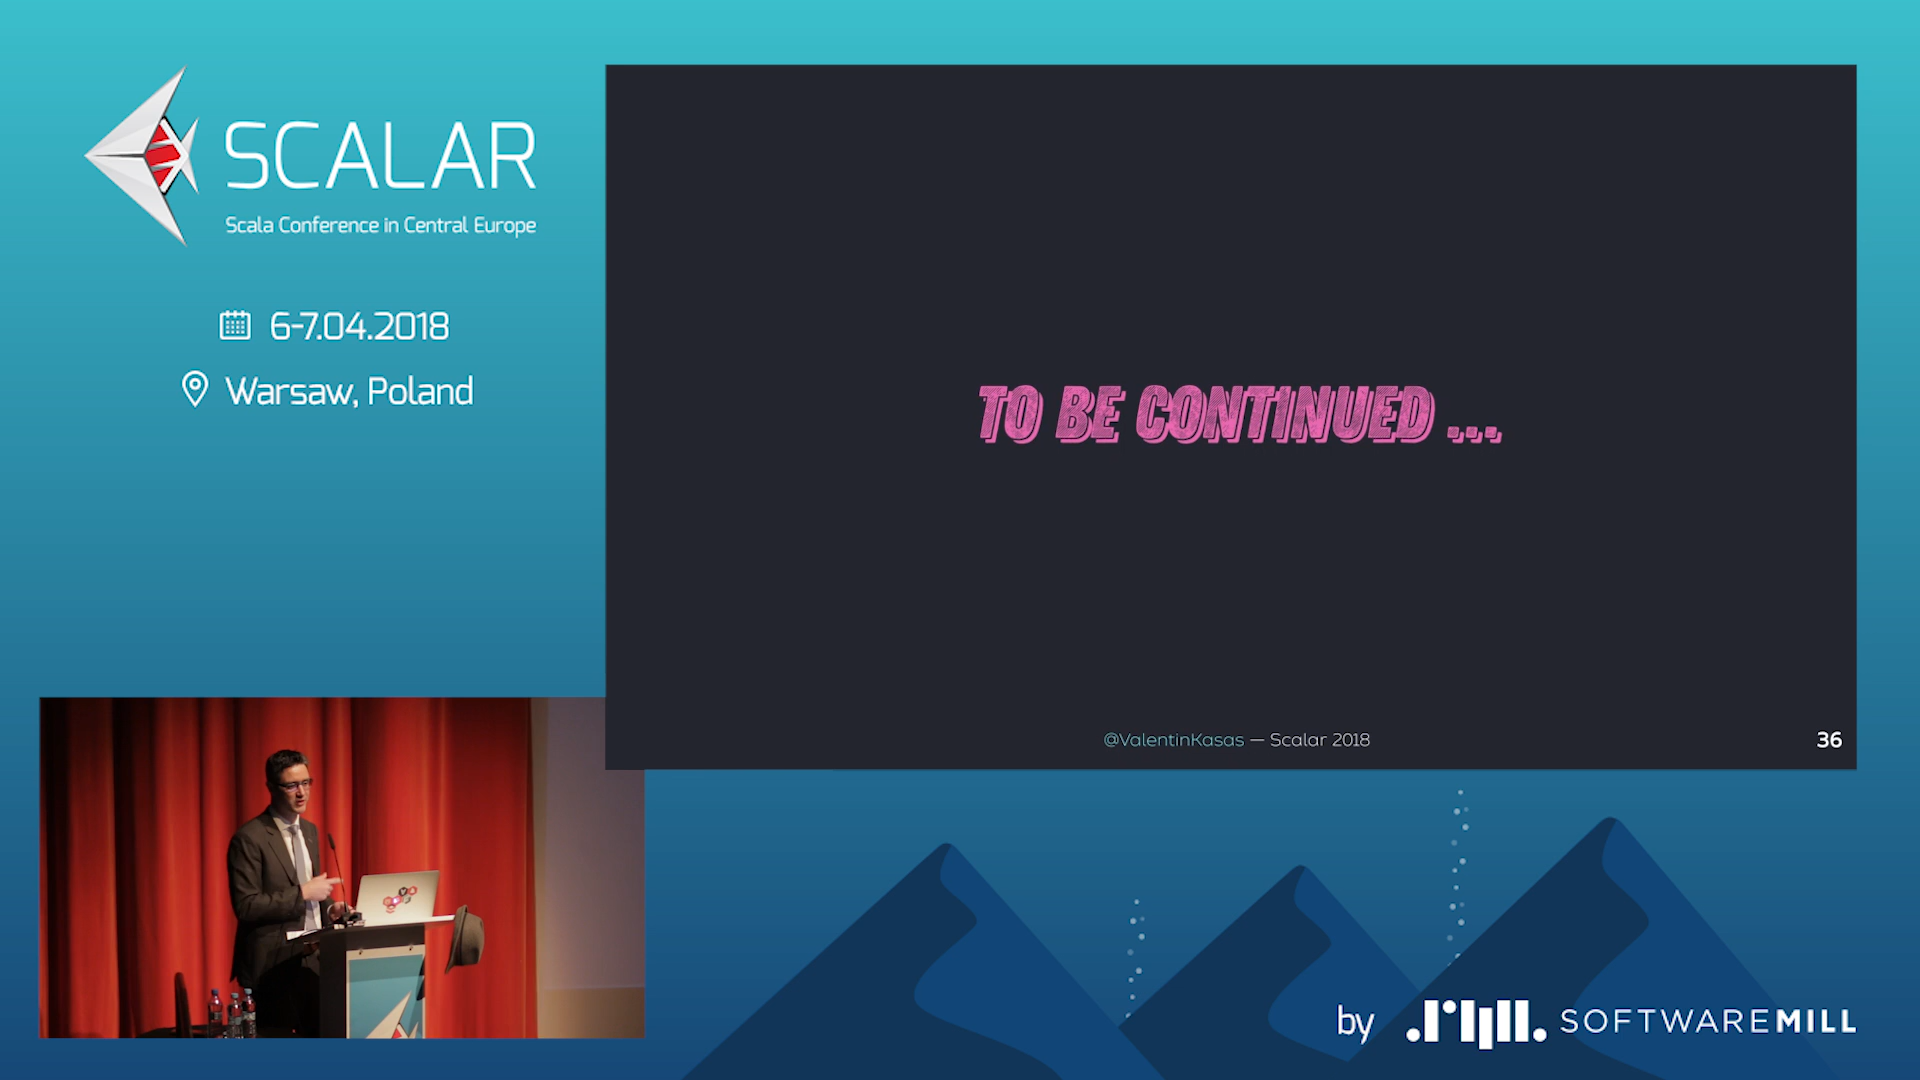 SCALAR
Scala Conference in Central Europe
6-7.04.2018
Warsaw, Poland
TO BE CONTINUED ...
@ValentinKasas — Scalar 2018
36
by SOFTWAREMILL